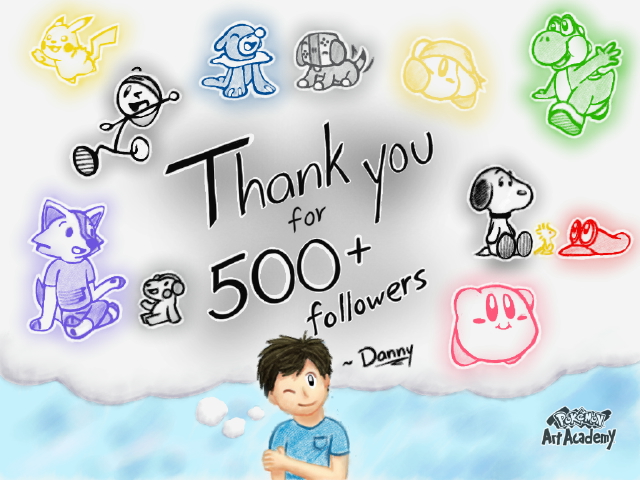 Thank you
for
500+
followers
~ Danny
POKÉMON
Art Academy